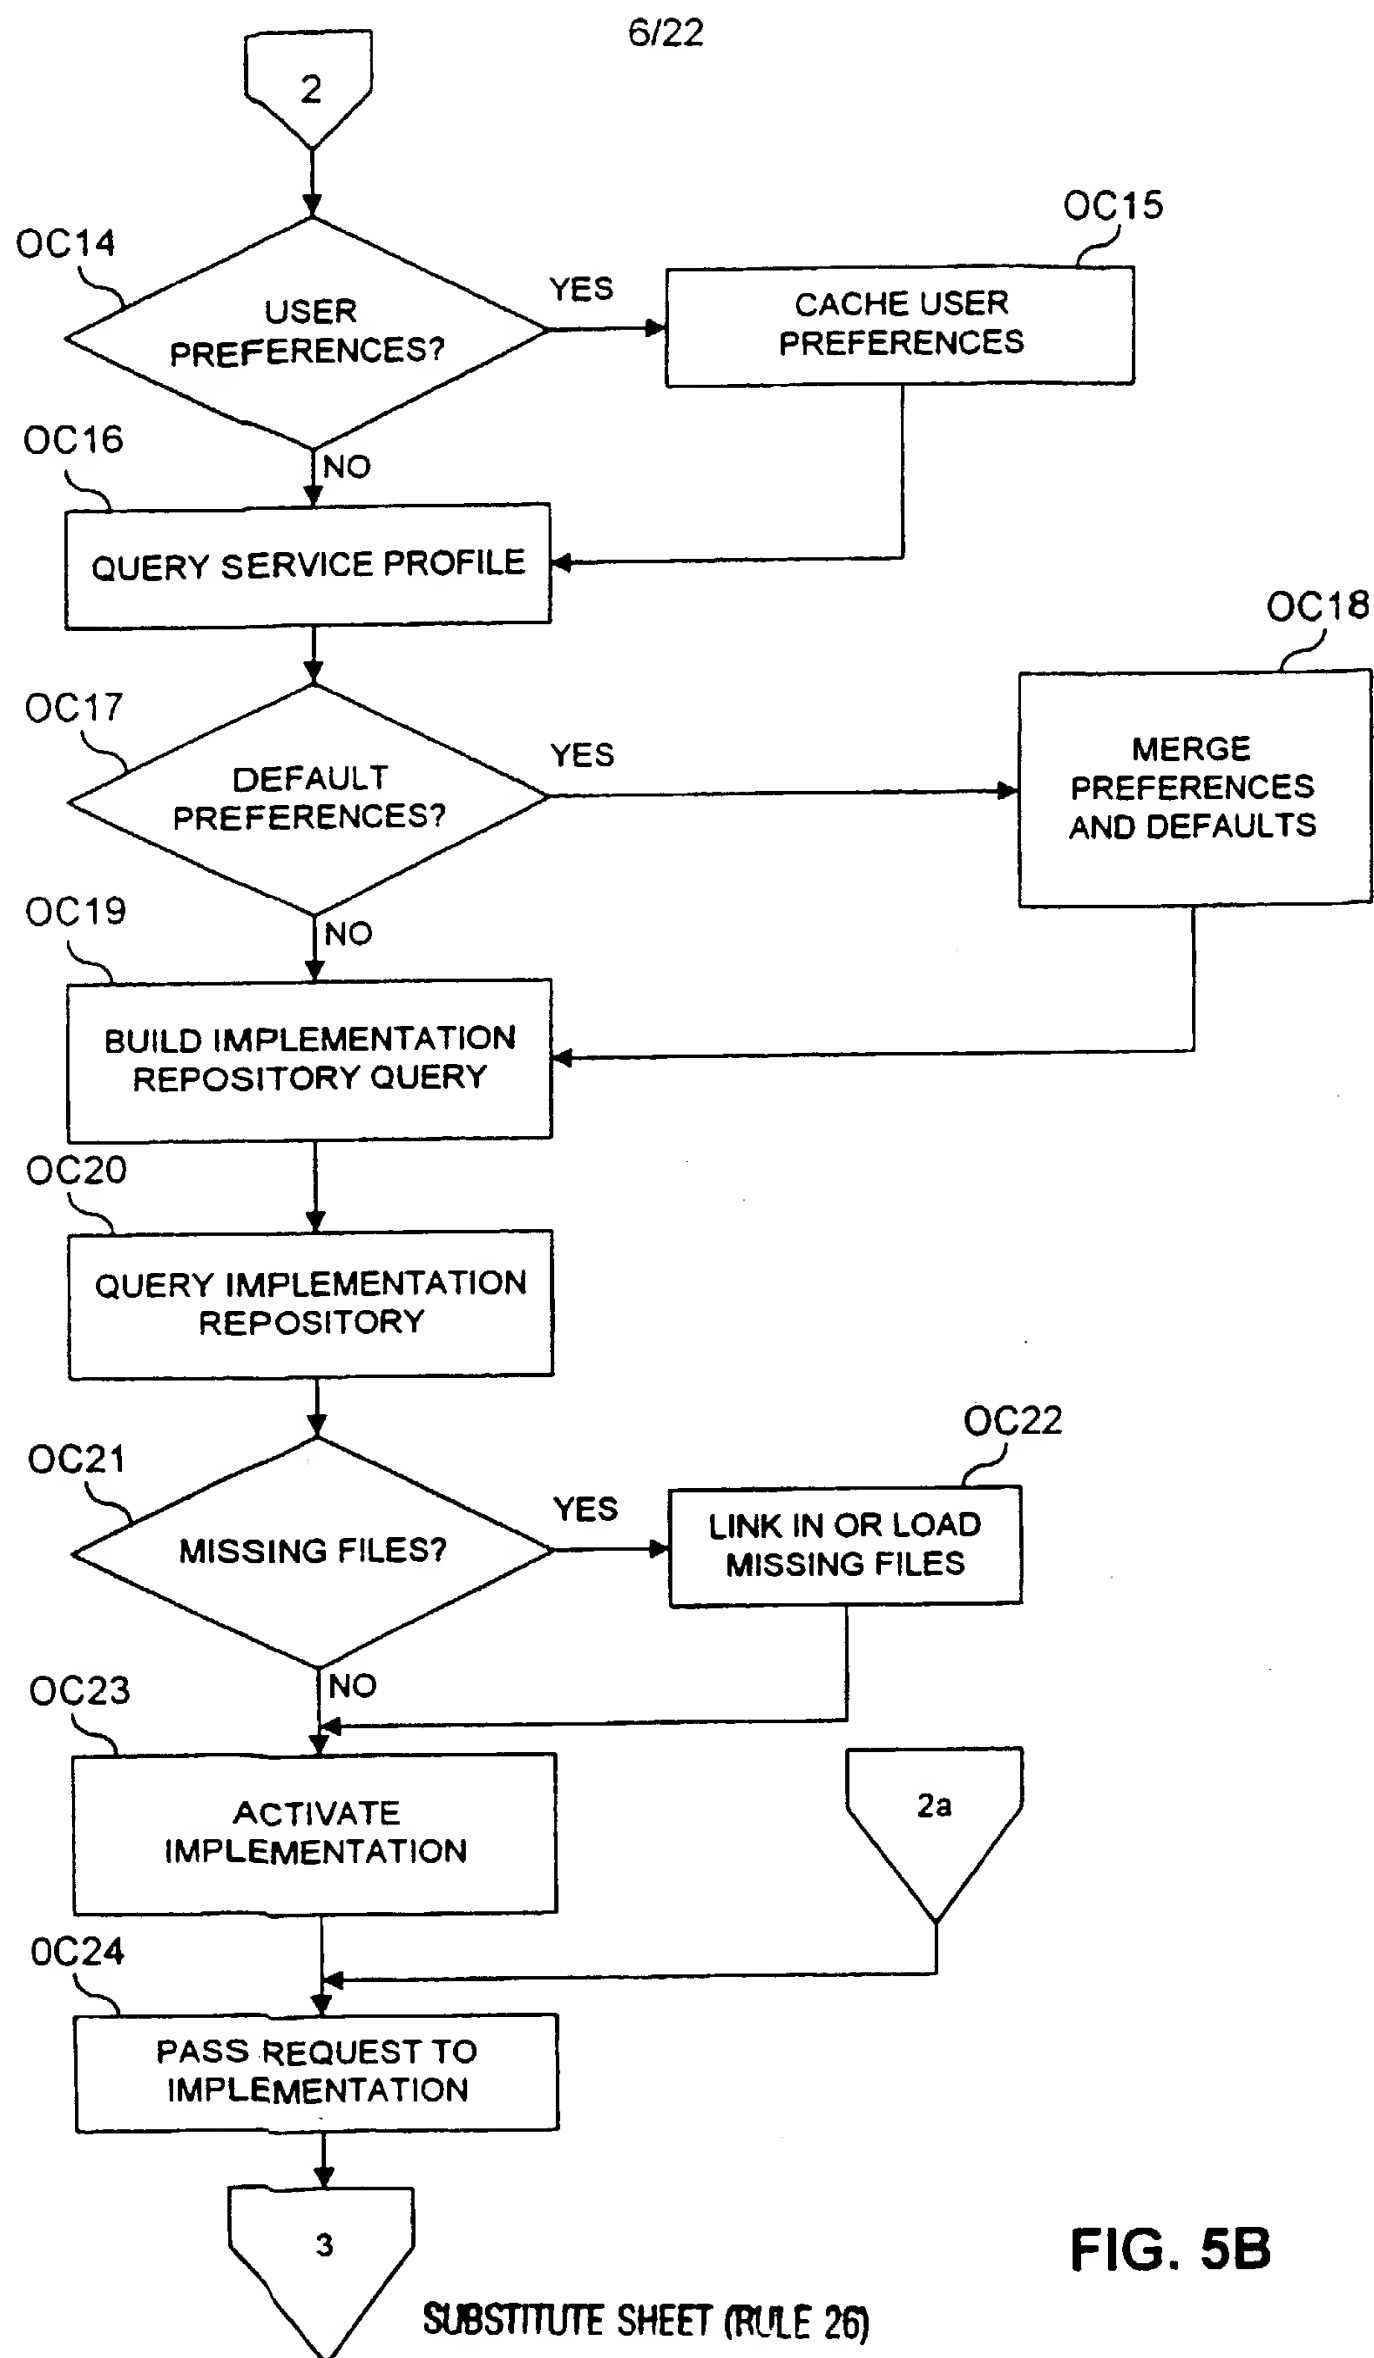 6/22
2
OC14
USER
PREFERENCES?
YES
OC15
CACHE USER
PREFERENCES
NO
OC16
QUERY SERVICE PROFILE
OC17
DEFAULT
PREFERENCES?
YES
OC18
MERGE
PREFERENCES
AND DEFAULTS
NO
OC19
BUILD IMPLEMENTATION
REPOSITORY QUERY
OC20
QUERY IMPLEMENTATION
REPOSITORY
OC21
MISSING FILES?
YES
OC22
LINK IN OR LOAD
MISSING FILES
NO
OC23
ACTIVATE
IMPLEMENTATION
2a
OC24
PASS REQUEST TO
IMPLEMENTATION
3
FIG. 5B
SUBSTITUTE SHEET (RULE 26)